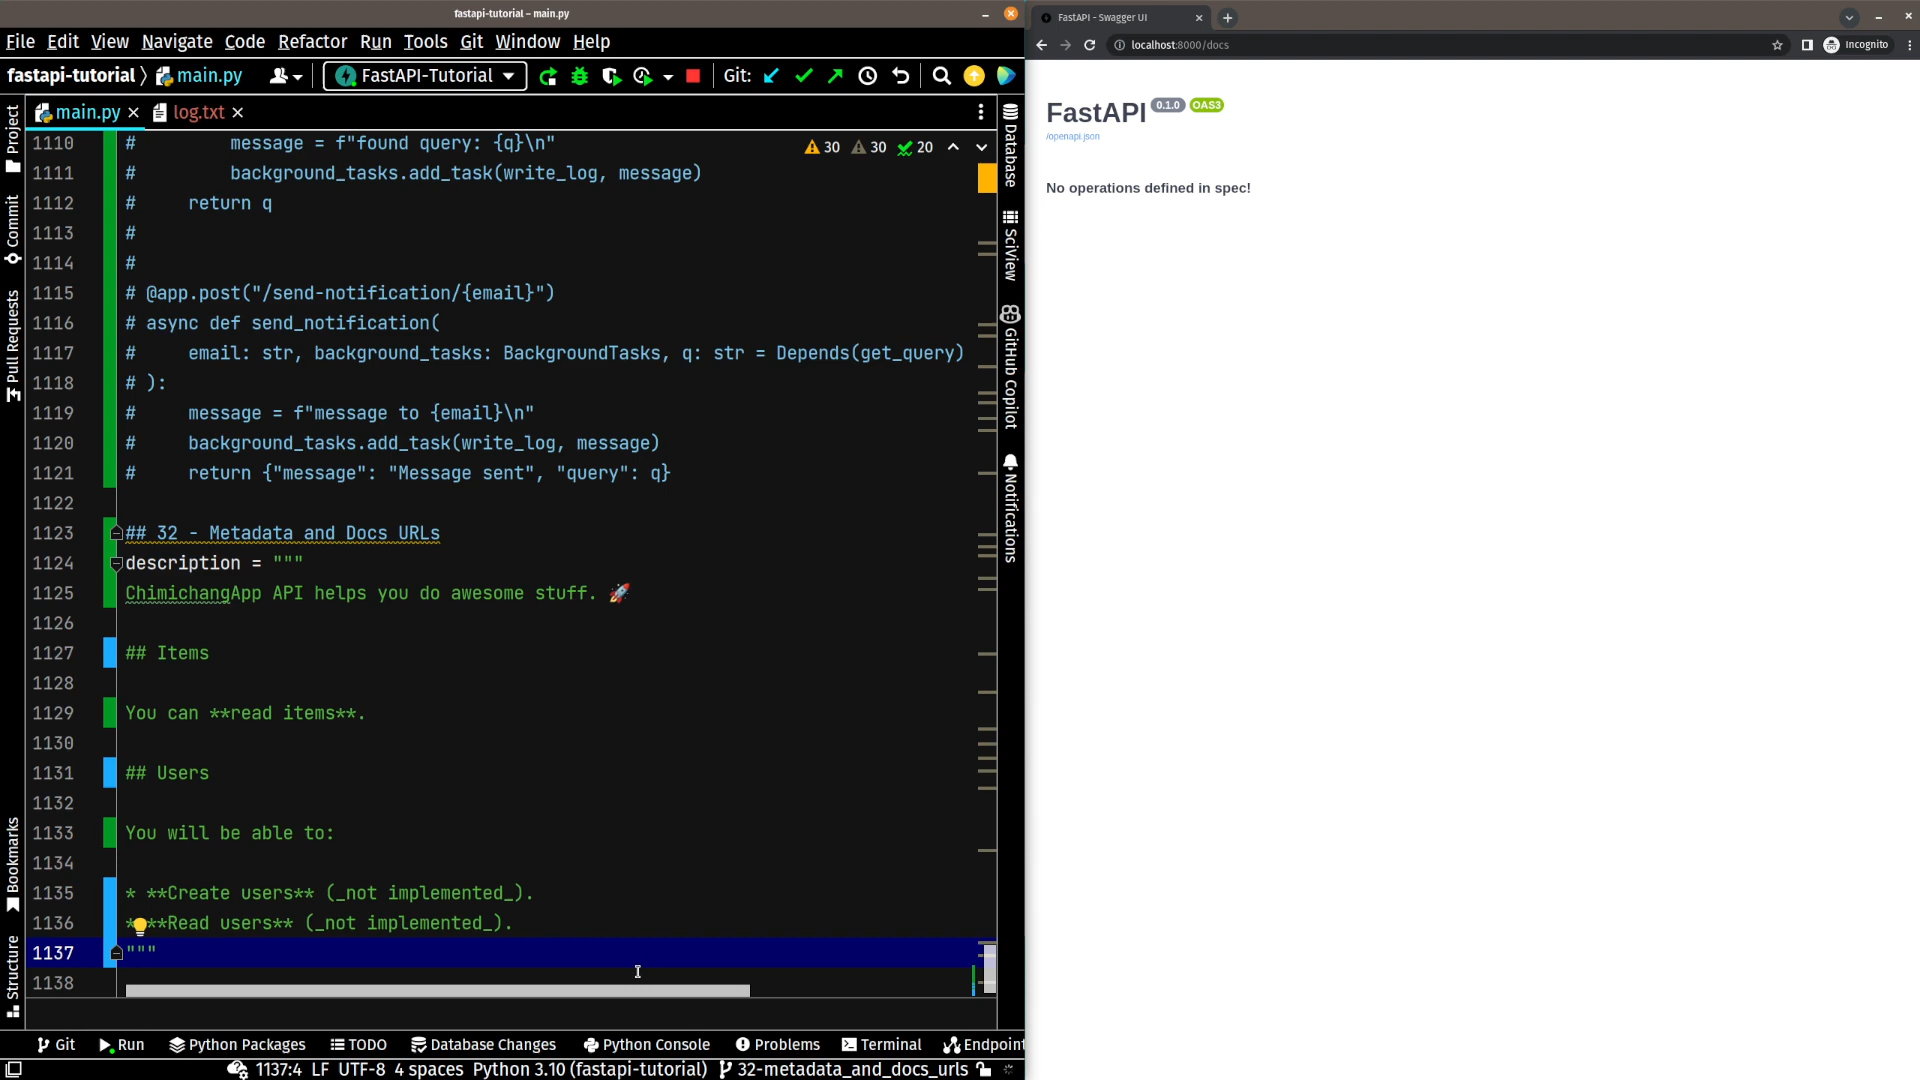 fastapi-tutorial – main.py
File Edit View Navigate Code Refactor Run Tools Git Window Help
fastapi-tutorial main.py FastAPI-Tutorial Git:
main.py log.txt
30 30 20
1110 # message = f"found query: {q}\n"
1111 # background_tasks.add_task(write_log, message)
1112 # return q
1113 #
1114 #
1115 # @app.post("/send-notification/{email}")
1116 # async def send_notification(
1117 # email: str, background_tasks: BackgroundTasks, q: str = Depends(get_query)
1118 # ):
1119 # message = f"message to {email}\n"
1120 # background_tasks.add_task(write_log, message)
1121 # return {"message": "Message sent", "query": q}
1122
1123 ## 32 - Metadata and Docs URLs
1124 description = """
1125 ChimichangApp API helps you do awesome stuff. 🚀
1126
1127 ## Items
1128
1129 You can **read items**.
1130
1131 ## Users
1132
1133 You will be able to:
1134
1135 * **Create users** (_not implemented_).
1136 * **Read users** (_not implemented_).
1137 """
1138
Project
Commit
Pull Requests
Bookmarks
Structure
Database
SciView
GitHub Copilot
Notifications
Git Run Python Packages TODO Database Changes Python Console Problems Terminal Endpoint
1137:4 LF UTF-8 4 spaces Python 3.10 (fastapi-tutorial) 32-metadata_and_docs_urls
FastAPI - Swagger UI
localhost:8000/docs Incognito
FastAPI 0.1.0 OAS3
/openapi.json
No operations defined in spec!